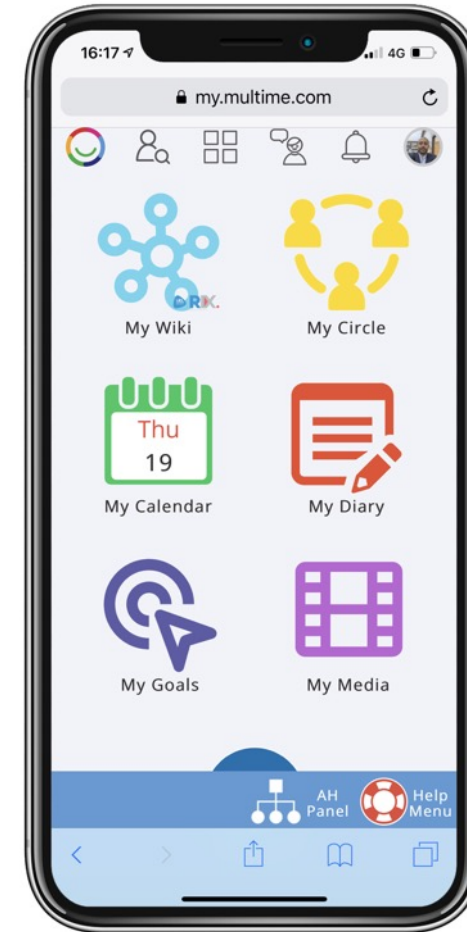 16:17
4G
my.multime.com
RIX.
My Wiki
My Circle
Thu
19
My Calendar
My Diary
My Goals
My Media
AH
Panel
Help
Menu